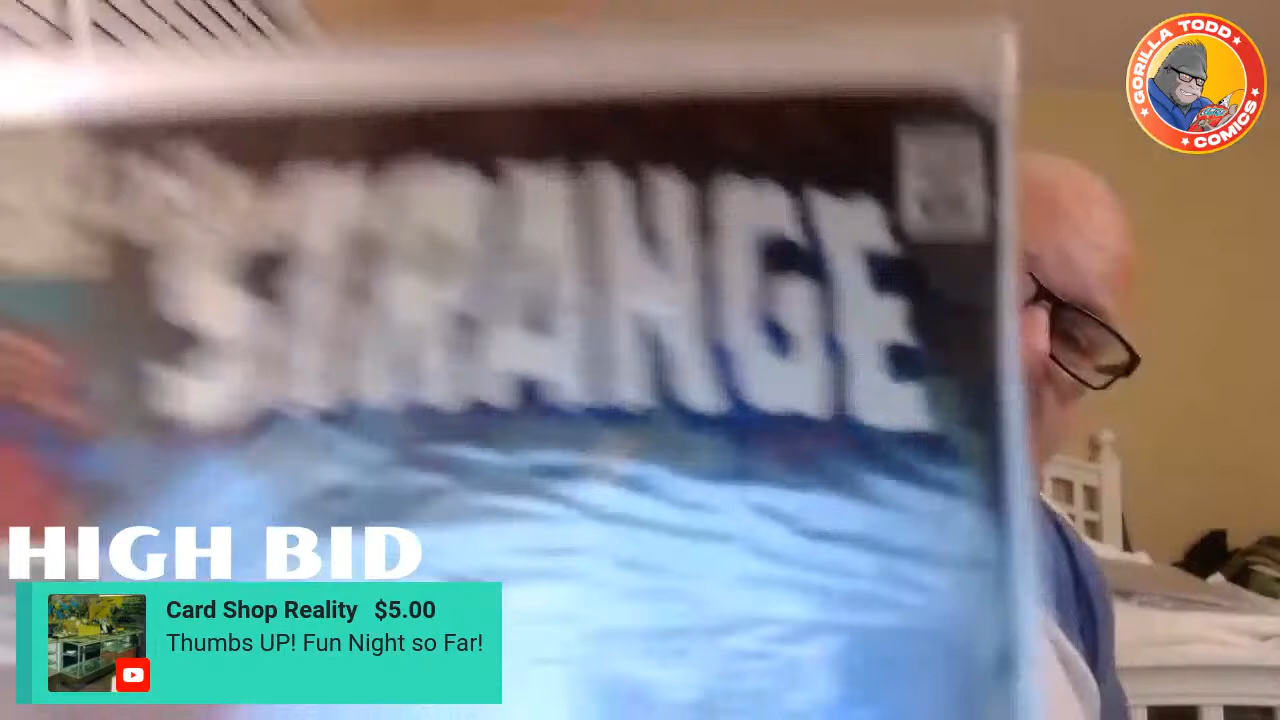 GORILLA TODD
COMICS
STRANGE
HIGH BID
Card Shop Reality $5.00
Thumbs UP! Fun Night so Far!